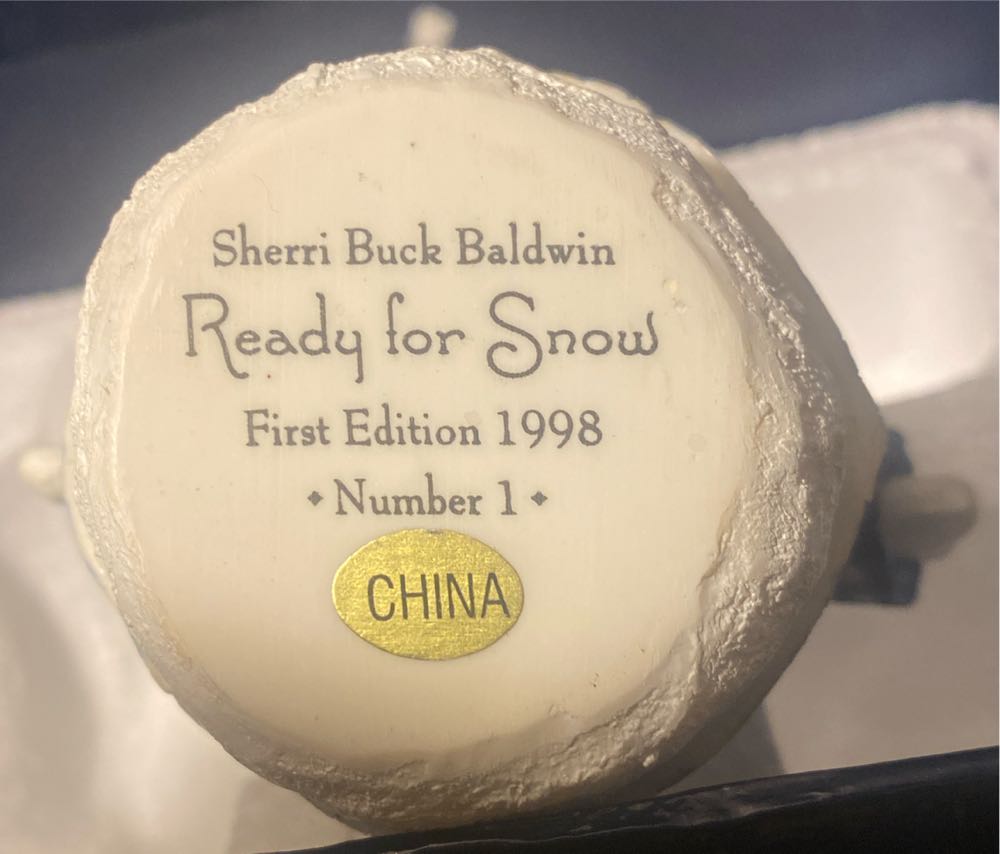 Sherri Buck Baldwin
Ready for Snow
First Edition 1998
◆ Number 1 ◆
CHINA